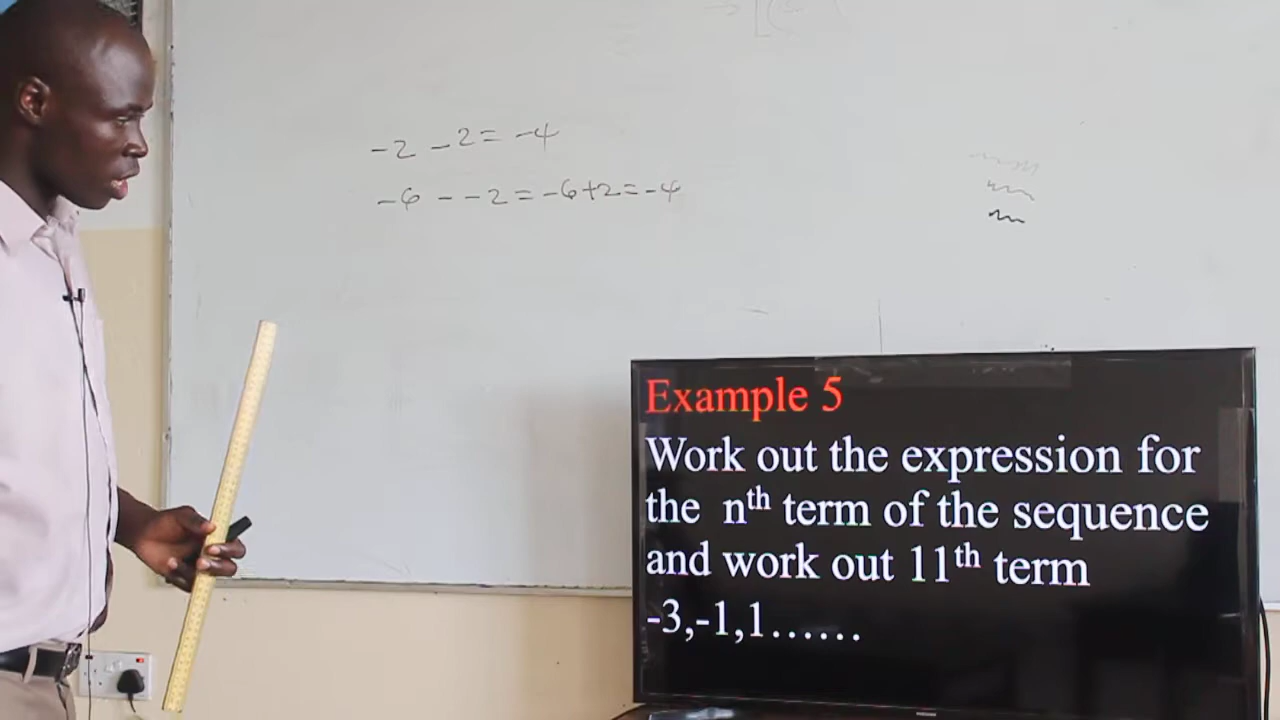 -2 - 2 = -4
-6 - -2 = -6+2 = -4
Example 5
Work out the expression for
the nth term of the sequence
and work out 11th term
-3,-1,1......